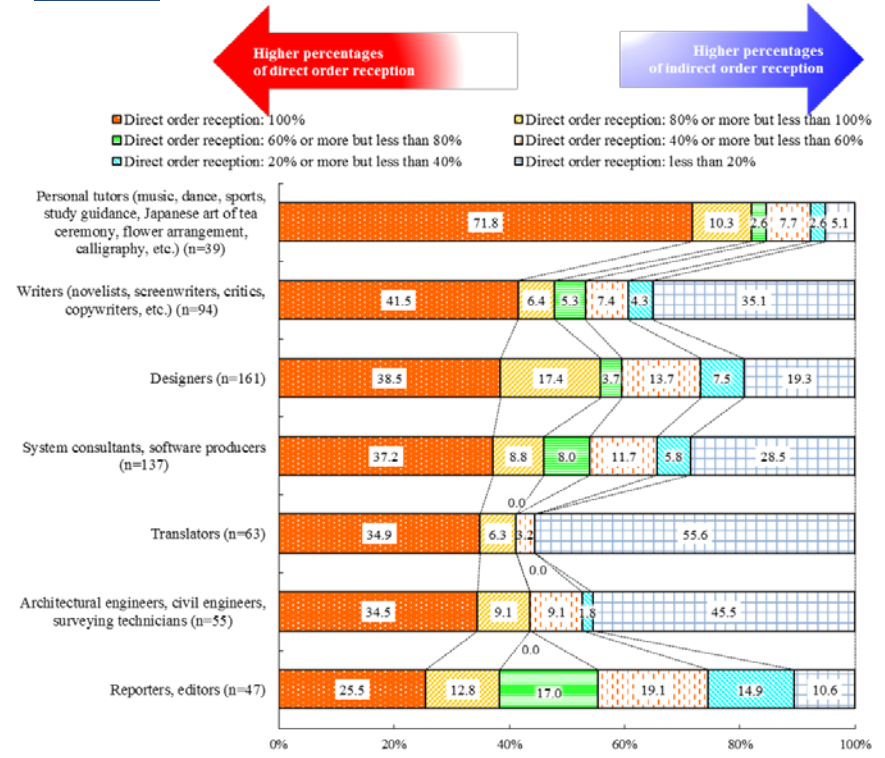 Higher percentages
of direct order reception
Higher percentages
of indirect order reception
Direct order reception: 100%
Direct order reception: 80% or more but less than 100%
Direct order reception: 60% or more but less than 80%
Direct order reception: 40% or more but less than 60%
Direct order reception: 20% or more but less than 40%
Direct order reception: less than 20%
Personal tutors (music, dance, sports,
study guidance, Japanese art of tea
ceremony, flower arrangement,
calligraphy, etc.) (n=39)
71.8 10.3 2.6 7.7 2.6 5.1
Writers (novelists, screenwriters, critics,
copywriters, etc.) (n=94)
41.5 6.4 5.3 7.4 4.3 35.1
Designers (n=161)
38.5 17.4 3.7 13.7 7.5 19.3
System consultants, software producers
(n=137)
37.2 8.8 8.0 11.7 5.8 28.5
0.0
Translators (n=63)
34.9 6.3 3.2 55.6
0.0
Architectural engineers, civil engineers,
surveying technicians (n=55)
34.5 9.1 9.1 1.8 45.5
0.0
Reporters, editors (n=47)
25.5 12.8 17.0 19.1 14.9 10.6
0% 20% 40% 60% 80% 100%